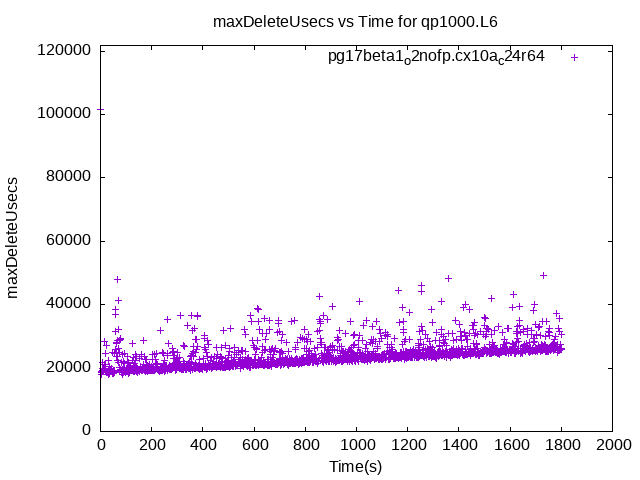 maxDeleteUsecs vs Time for qp1000.L6
pg17beta1o2nofp.cx10ac24r64
120000
100000
80000
60000
40000
20000
0
maxDeleteUsecs
0 200 400 600 800 1000 1200 1400 1600 1800 2000
Time(s)